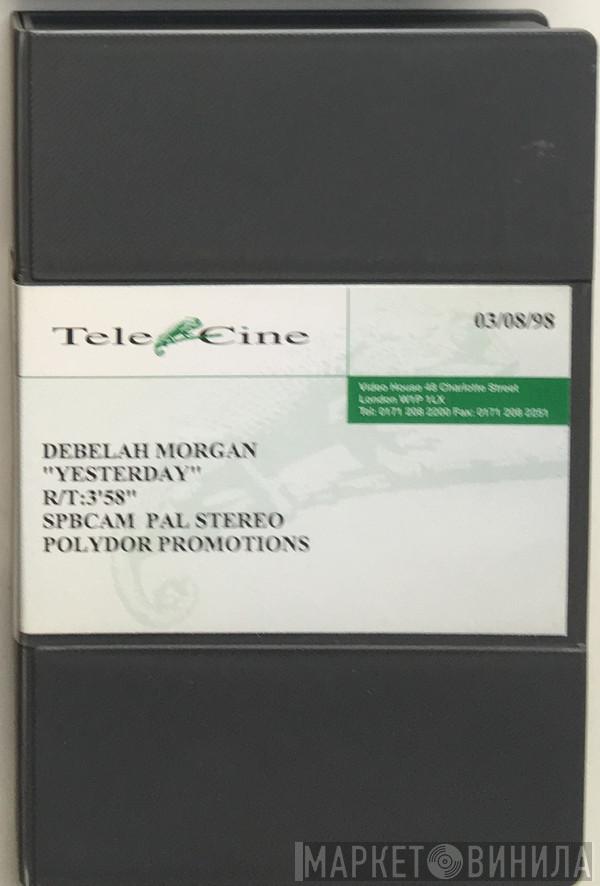 Tele Cine
03/08/98
Video House 48 Charlotte Street
London W1P 1LX
Tel: 0171 208 2200 Fax: 0171 208 2251
DEBELAH MORGAN
"YESTERDAY"
R/T:3'58"
SPBCAM PAL STEREO
POLYDOR PROMOTIONS
МАРКЕТ ВИНИЛА